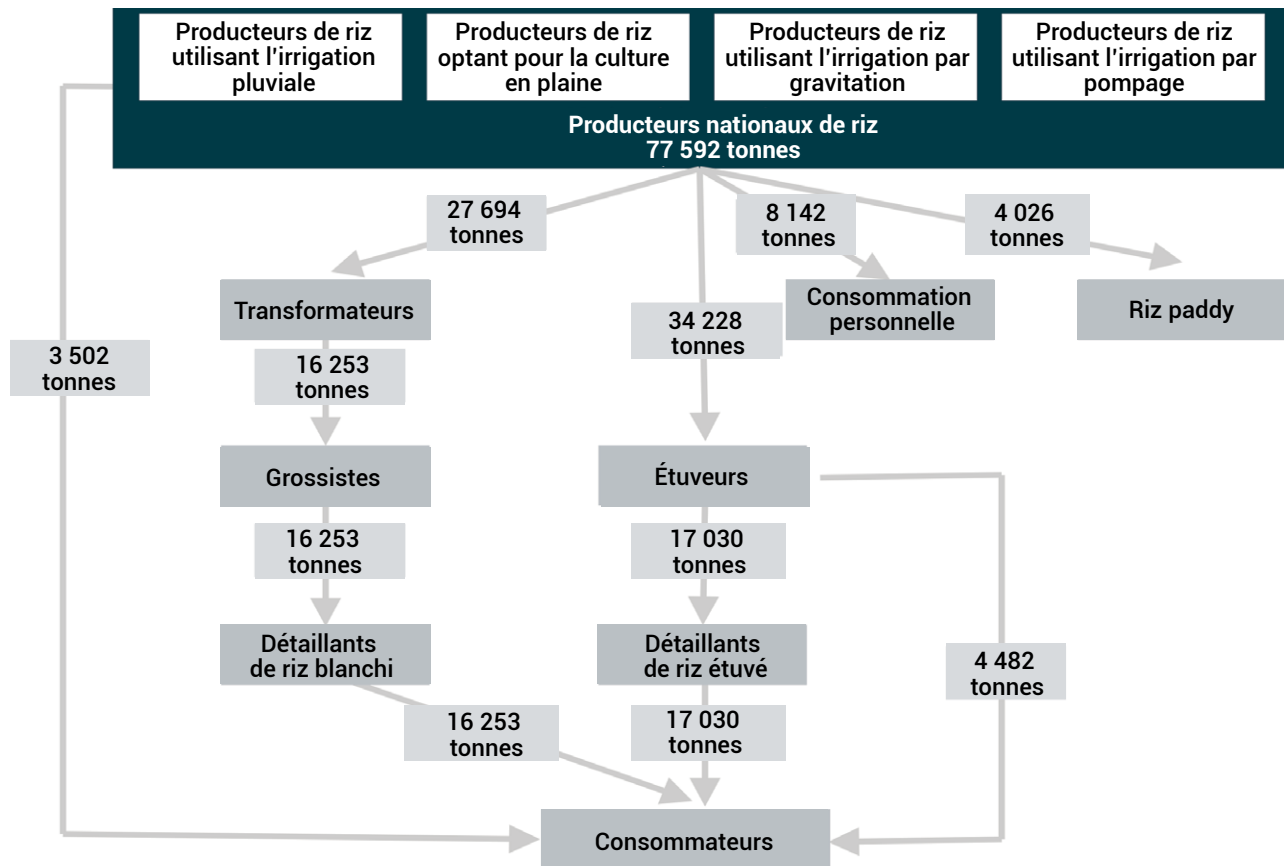 Producteurs de riz
utilisant l'irrigation
pluviale
Producteurs de riz
optant pour la culture
en plaine
Producteurs de riz
utilisant l'irrigation par
gravitation
Producteurs de riz
utilisant l'irrigation par
pompage
Producteurs nationaux de riz
77 592 tonnes
27 694
tonnes
8 142
tonnes
4 026
tonnes
Transformateurs
34 228
tonnes
Consommation
personnelle
Riz paddy
3 502
tonnes
16 253
tonnes
Grossistes
Étuveurs
16 253
tonnes
17 030
tonnes
Détaillants
de riz blanchi
Détaillants
de riz étuvé
4 482
tonnes
16 253
tonnes
17 030
tonnes
Consommateurs